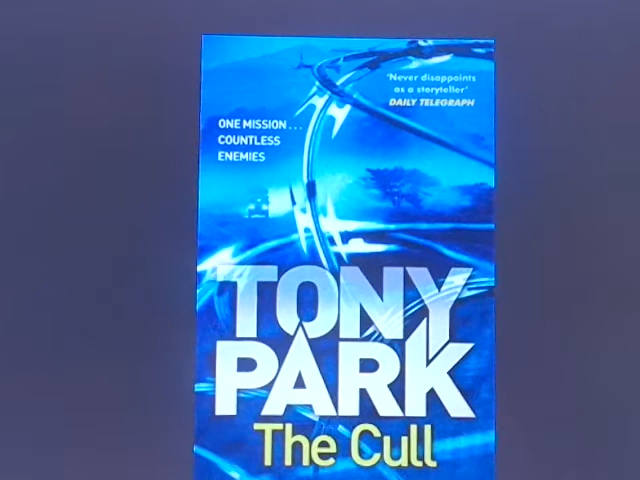 'Never disappoints
as a storyteller'
DAILY TELEGRAPH
ONE MISSION...
COUNTLESS
ENEMIES
TONY
PARK
The Cull